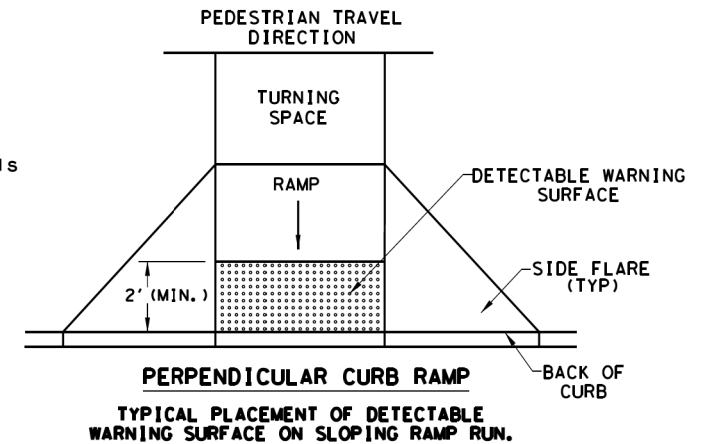 PEDESTRIAN TRAVEL
DIRECTION
TURNING
SPACE
ls
RAMP
DETECTABLE WARNING
SURFACE
2' (MIN.)
SIDE FLARE
(TYP)
BACK OF
CURB
PERPENDICULAR CURB RAMP
TYPICAL PLACEMENT OF DETECTABLE
WARNING SURFACE ON SLOPING RAMP RUN.